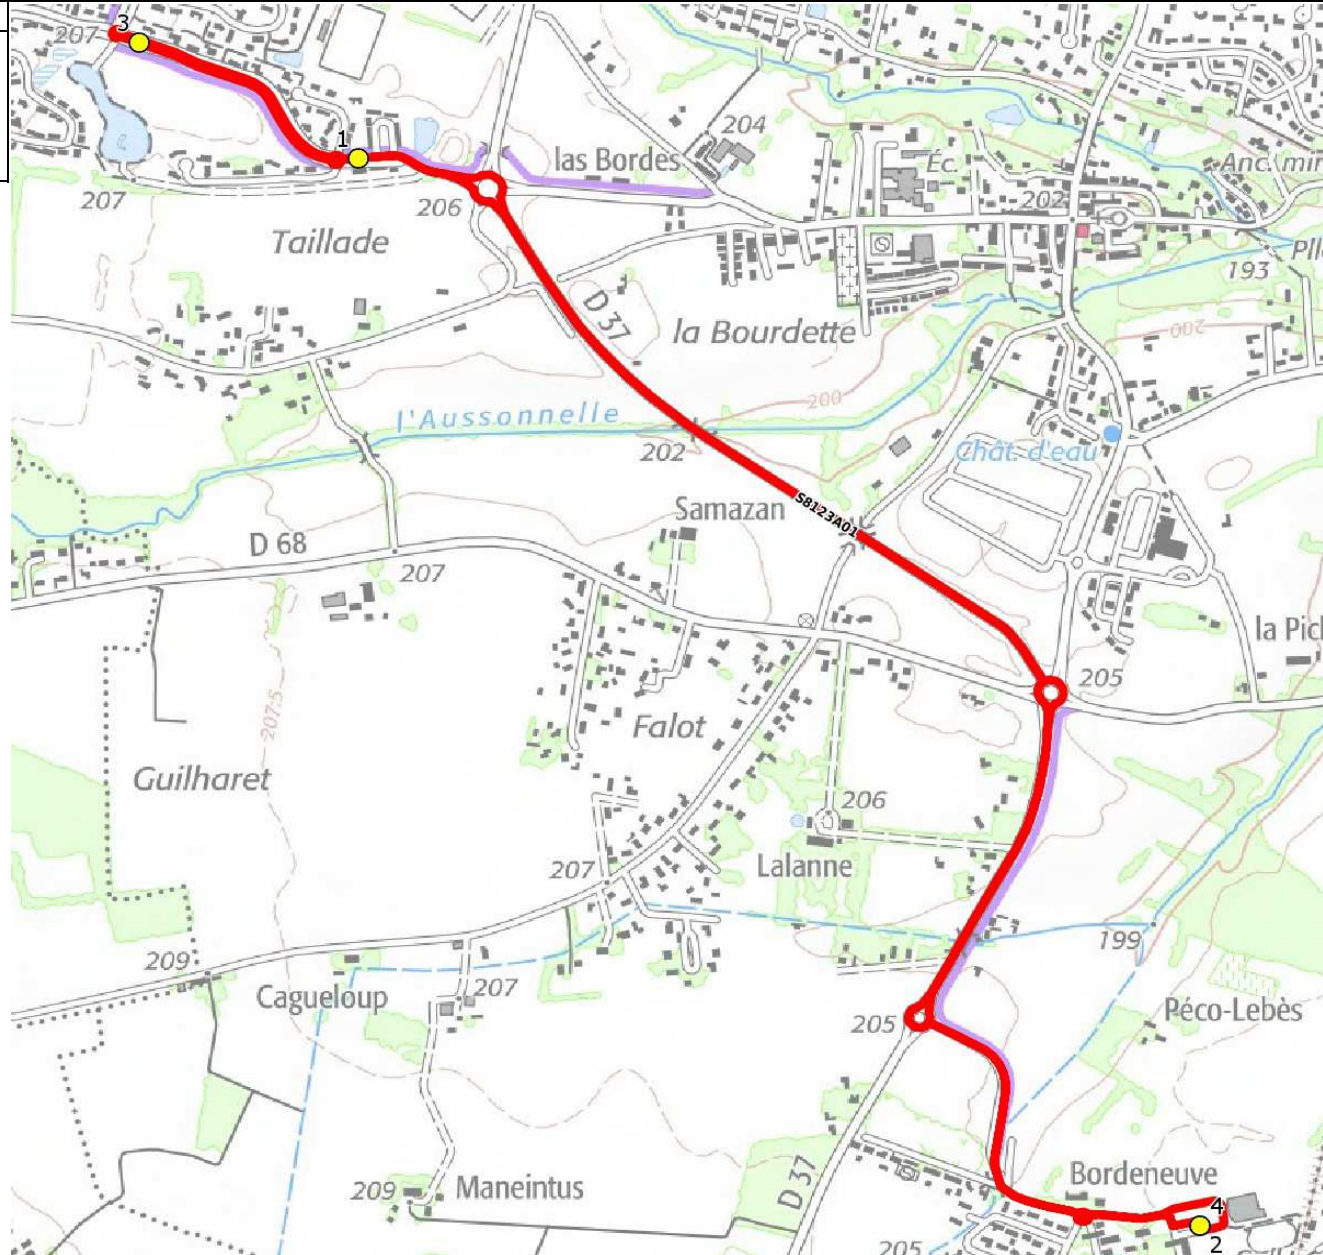 3
207
1
204
las Bordes
Éc.
Anc. mi
207
206
202
Taillade
193
D 37
la Bourdette
200
200
l'Aussonnelle
202
Chât. d'eau
S8123A01
Samazan
D 68
207
la Pic
205
207.5
Falot
Guilharet
206
Lalanne
207
199
209
Cagueloup
207
Péco-Lebès
205
D 37
Bordeneuve
209
Maneintus
4
2
205